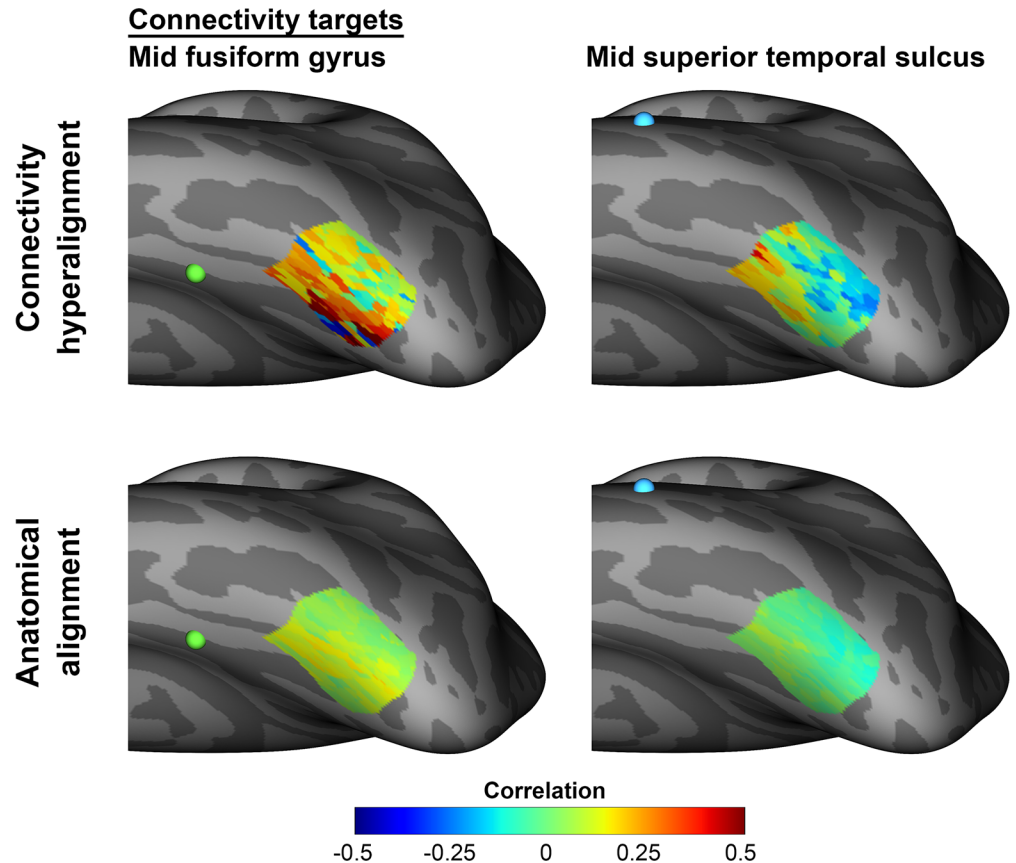 Connectivity targets
Mid fusiform gyrus
Mid superior temporal sulcus
Connectivity
hyperalignment
Anatomical
alignment
Correlation
-0.5
-0.25
0
0.25
0.5